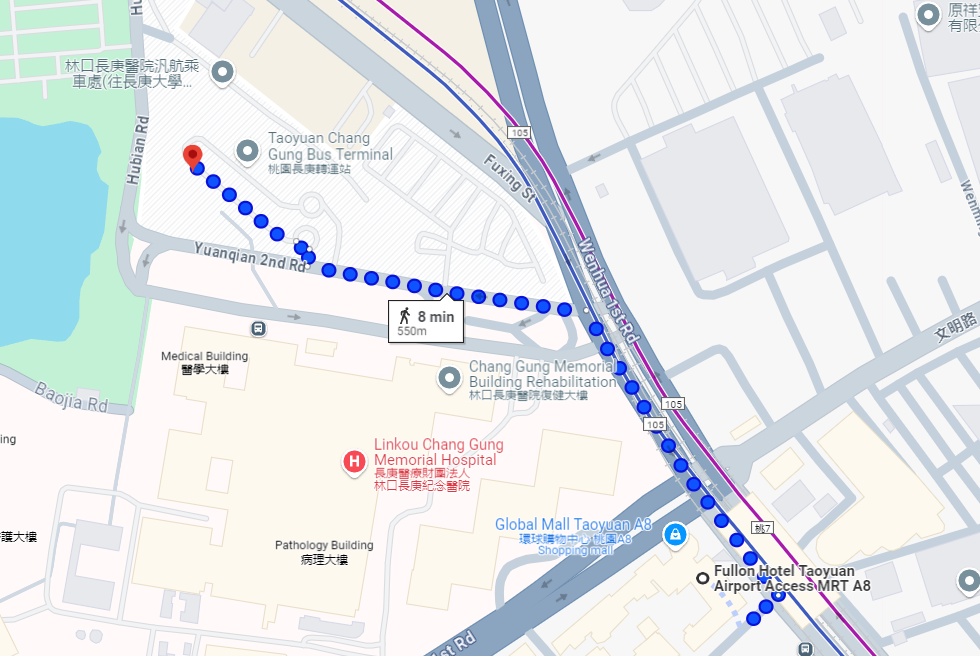 原祥
有限
林口長庚醫院汎航乘
車處(往長庚大學...
Hubian Rd
Taoyuan Chang
Gung Bus Terminal
桃園長庚轉運站
105
Fuxing St
Yuanqian 2nd Rd
Wenhua 1st Rd
8 min
550m
文明路
Medical Building
醫學大樓
Chang Gung Memorial
Building Rehabilitation
林口長庚醫院復健大樓
Baojia Rd
105
105
ing
Linkou Chang Gung
Memorial Hospital
長庚醫療財團法人
林口長庚紀念醫院
H
Global Mall Taoyuan A8
環球購物中心 桃園A8
Shopping mall
桃7
護大樓
Pathology Building
病理大樓
Fullon Hotel Taoyuan
Airport Access MRT A8
1st Rd